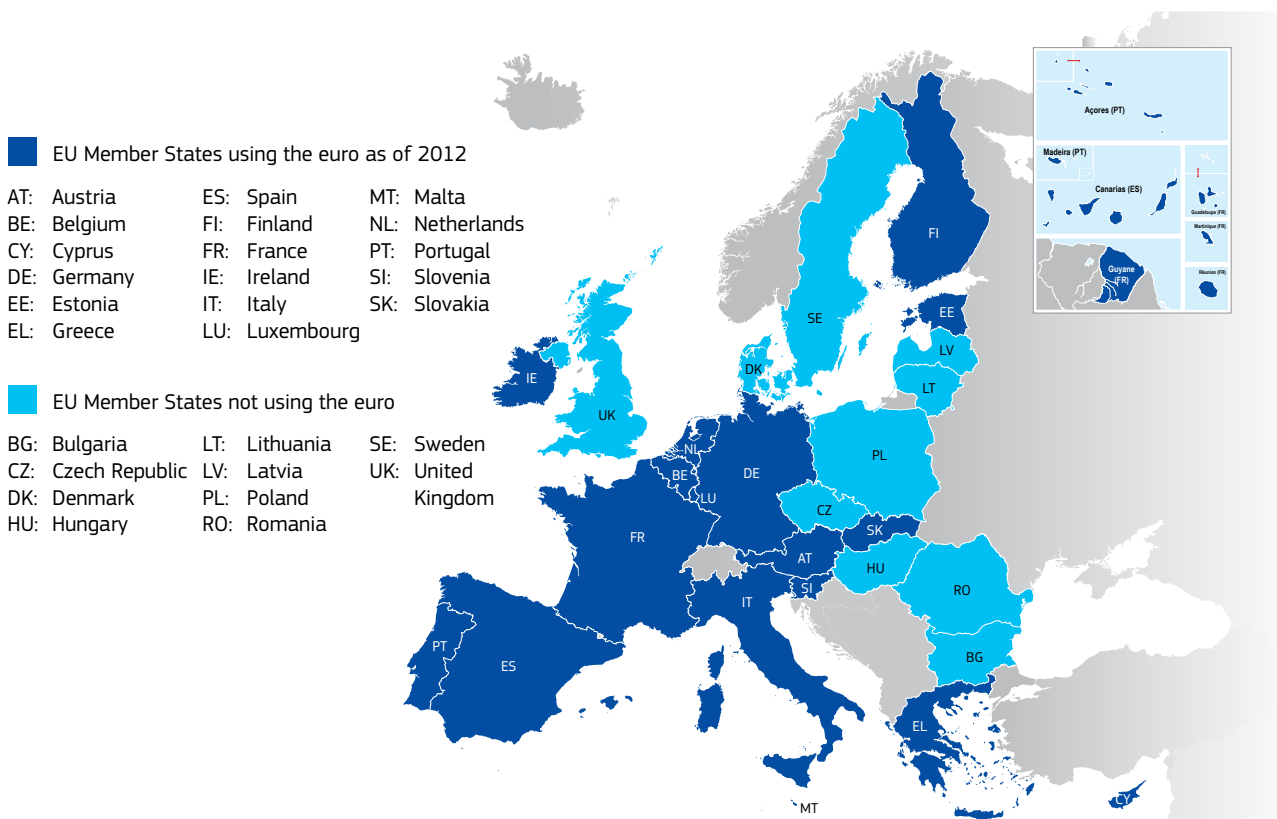 EU Member States using the euro as of 2012
AT: Austria
BE: Belgium
CY: Cyprus
DE: Germany
EE: Estonia
EL: Greece
ES: Spain
FI: Finland
FR: France
IE: Ireland
IT: Italy
LU: Luxembourg
MT: Malta
NL: Netherlands
PT: Portugal
SI: Slovenia
SK: Slovakia
EU Member States not using the euro
BG: Bulgaria
CZ: Czech Republic
DK: Denmark
HU: Hungary
LT: Lithuania
LV: Latvia
PL: Poland
RO: Romania
SE: Sweden
UK: United
Kingdom
FI
SE
EE
LV
LT
DK
IE
UK
NL
BE
LU
DE
PL
CZ
SK
FR
AT
HU
SI
IT
RO
BG
PT
ES
EL
MT
CY
Açores (PT)
Madeira (PT)
Canarias (ES)
Guadeloupe (FR)
Martinique (FR)
Guyane
(FR)
Réunion (FR)